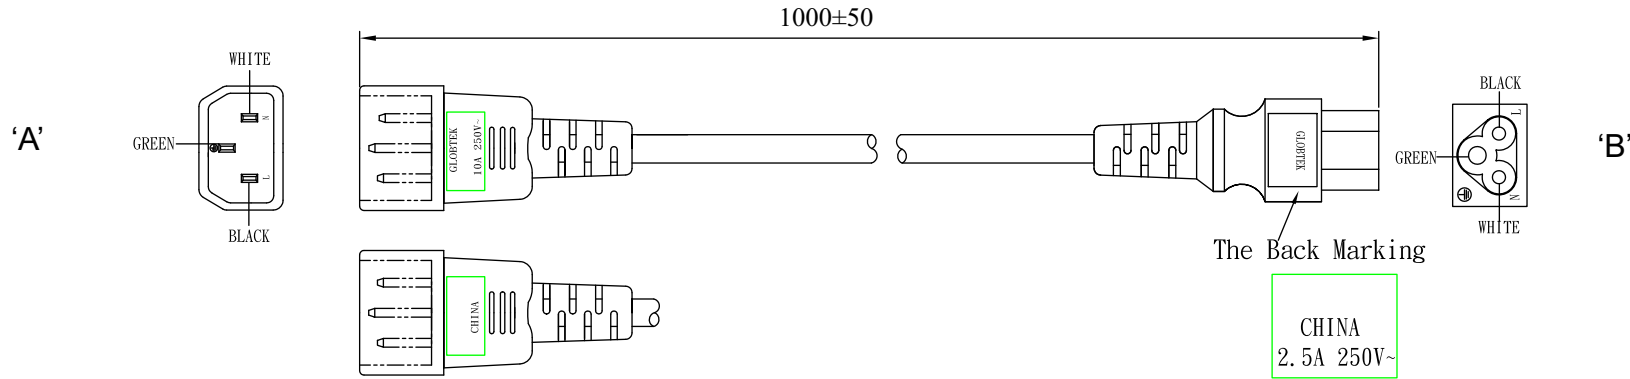 1000±50
WHITE
'A'
GREEN
N
L
BLACK
GLOBTEK
10A 250V~
GLOBTEK
BLACK
L
GREEN
N
WHITE
'B'
The Back Marking
CHINA
CHINA
2.5A 250V~